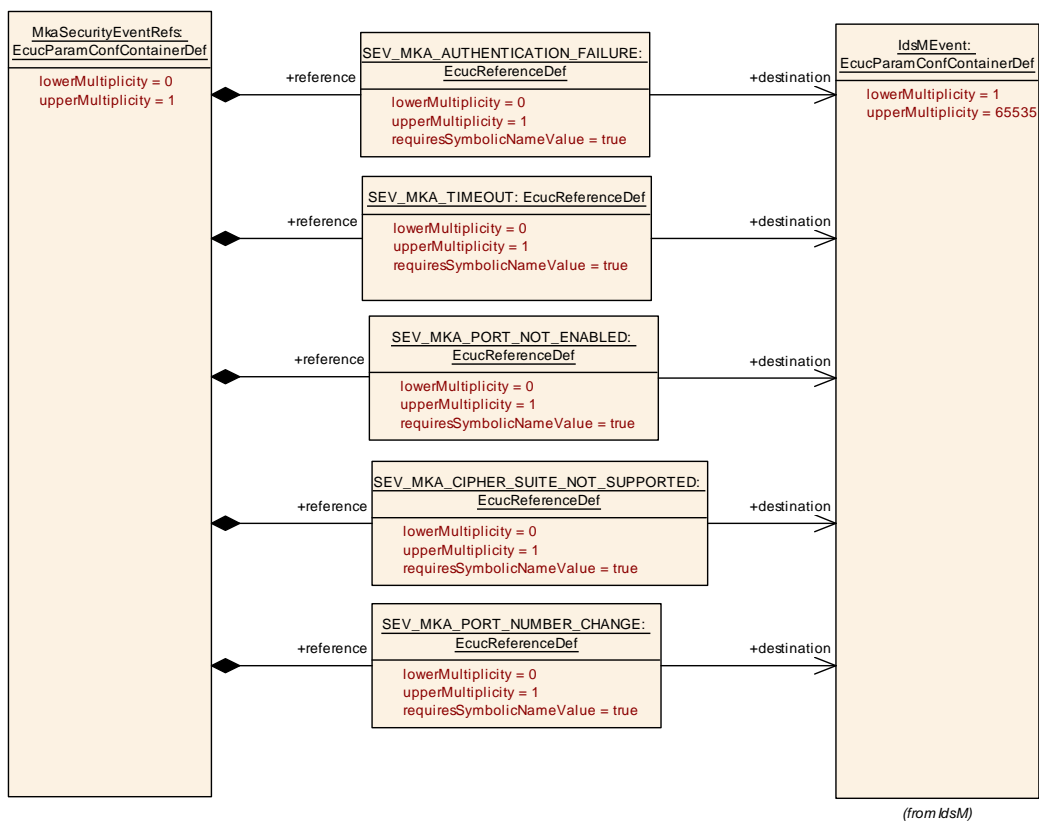 MkaSecurityEventRefs:
EcucParamConfContainerDef
lowerMultiplicity = 0
upperMultiplicity = 1
+reference
SEV_MKA_AUTHENTICATION_FAILURE:
EcucReferenceDef
lowerMultiplicity = 0
upperMultiplicity = 1
requiresSymbolicNameValue = true
+destination
IdsMEvent:
EcucParamConfContainerDef
lowerMultiplicity = 1
upperMultiplicity = 65535
+reference
SEV_MKA_TIMEOUT: EcucReferenceDef
lowerMultiplicity = 0
upperMultiplicity = 1
requiresSymbolicNameValue = true
+destination
+reference
SEV_MKA_PORT_NOT_ENABLED:
EcucReferenceDef
lowerMultiplicity = 0
upperMultiplicity = 1
requiresSymbolicNameValue = true
+destination
+reference
SEV_MKA_CIPHER_SUITE_NOT_SUPPORTED:
EcucReferenceDef
lowerMultiplicity = 0
upperMultiplicity = 1
requiresSymbolicNameValue = true
+destination
+reference
SEV_MKA_PORT_NUMBER_CHANGE:
EcucReferenceDef
lowerMultiplicity = 0
upperMultiplicity = 1
requiresSymbolicNameValue = true
+destination
(from IdsM)